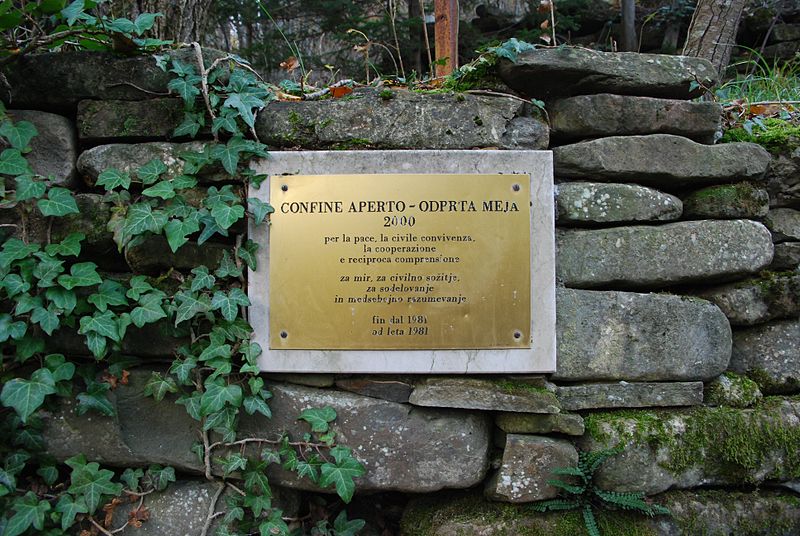 CONFINE APERTO - ODPRTA MEJA
2000
per la pace, la civile convivenza,
la cooperazione
e reciproca comprensione
za mir, za civilno sožitje,
za sodelovanje
in medsebojno razumevanje
fin dal 1981
od leta 1981